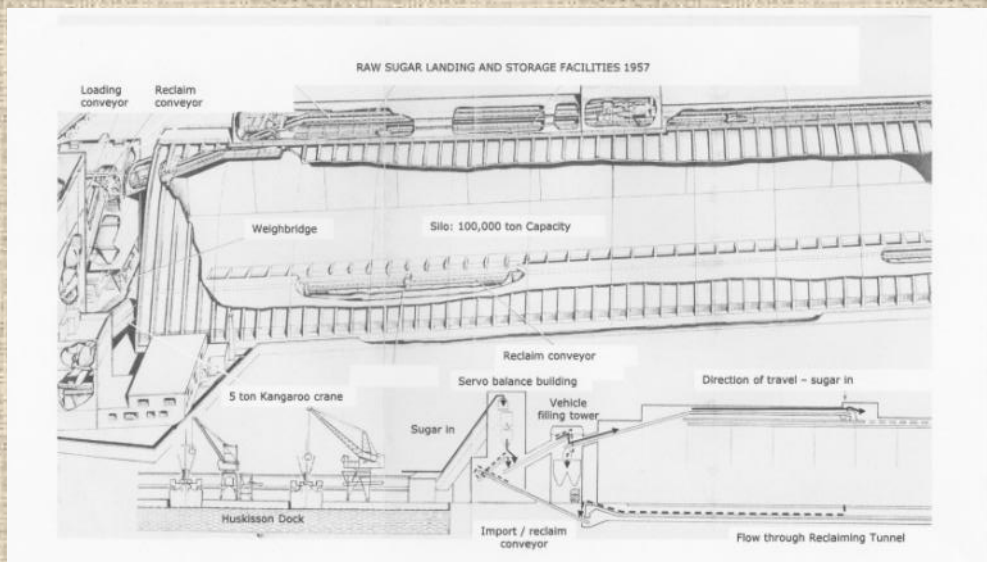 RAW SUGAR LANDING AND STORAGE FACILITIES 1957
Loading
conveyor
Reclaim
conveyor
Weighbridge
Silo: 100,000 ton Capacity
Reclaim conveyor
5 ton Kangaroo crane
Servo balance building
Direction of travel – sugar in
Vehicle
filling tower
Sugar in
Huskisson Dock
Import / reclaim
conveyor
Flow through Reclaiming Tunnel